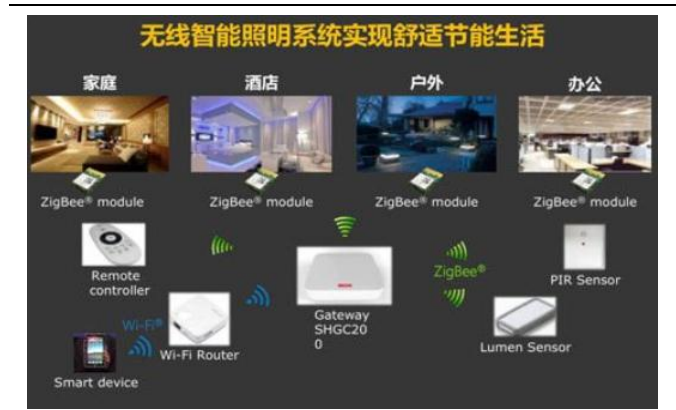 无线智能照明系统实现舒适节能生活
家庭
酒店
户外
办公
ZigBee® module
ZigBee® module
ZigBee® module
ZigBee® module
Remote
controller
ZigBee®
PIR Sensor
Gateway
SHGC20
0
Wi-Fi®
Wi-Fi Router
Lumen Sensor
Smart device